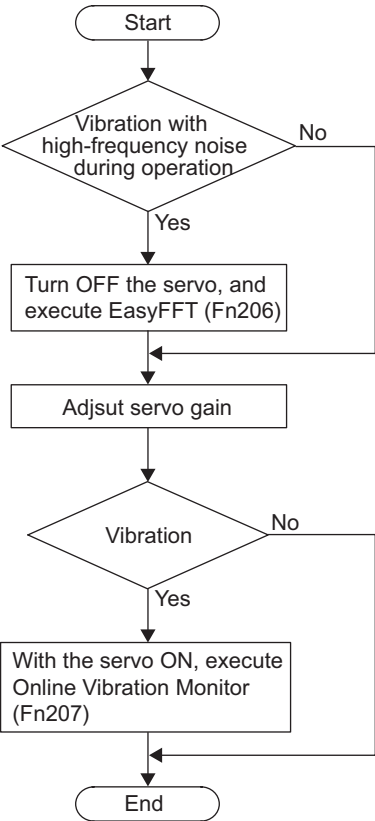 Start
Vibration with
high-frequency noise
during operation
No
Yes
Turn OFF the servo, and
execute EasyFFT (Fn206)
Adjsut servo gain
Vibration
No
Yes
With the servo ON, execute
Online Vibration Monitor
(Fn207)
End